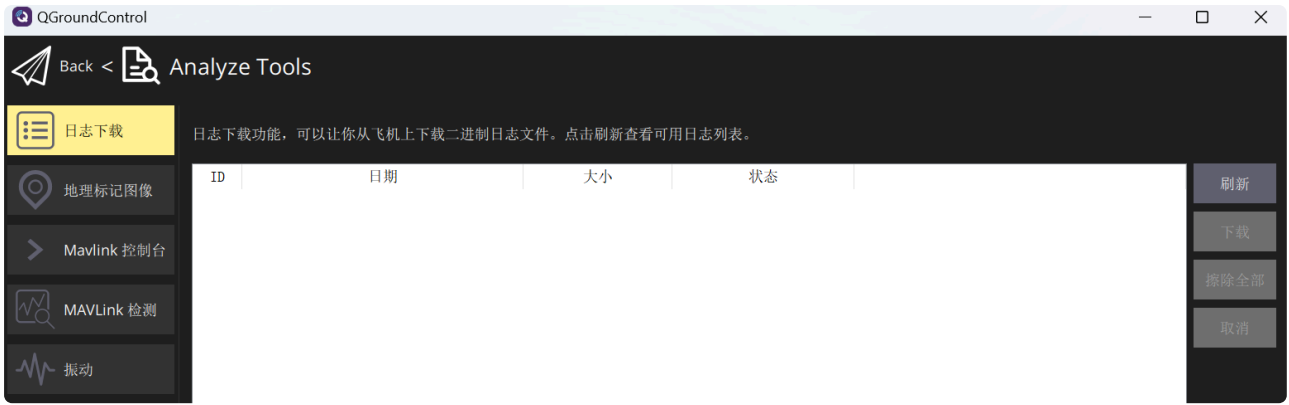 QGroundControl
Back < Analyze Tools
日志下载
日志下载功能，可以让你从飞机上下载二进制日志文件。点击刷新查看可用日志列表。
ID 日期 大小 状态
刷新
地理标记图像
下载
Mavlink 控制台
擦除全部
MAVLink 检测
取消
振动